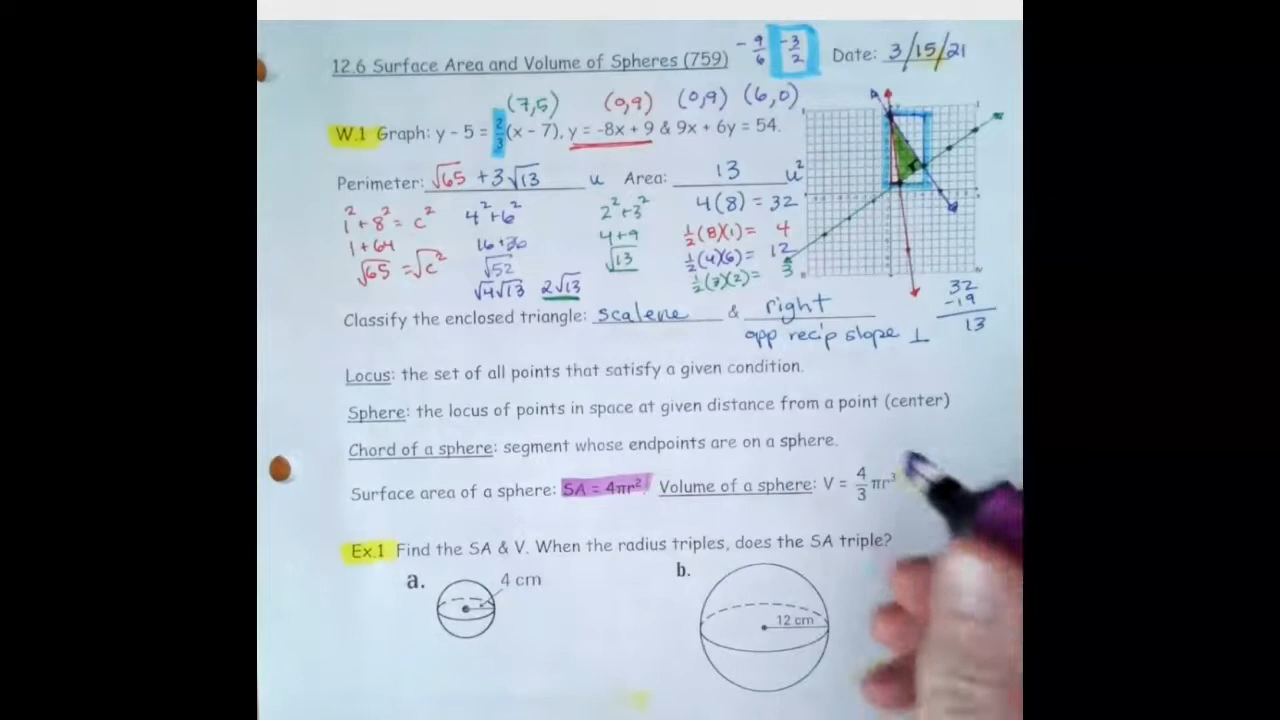 12.6 Surface Area and Volume of Spheres (759) - 9/6 -3/2 Date: 3/15/21
(7,5) (0,9) (0,9) (6,0)
W.1 Graph: y - 5 = 2/3(x - 7), y = -8x + 9 & 9x + 6y = 54.
Perimeter: √65 + 3√13 u Area: 13 u²
1² + 8² = c² 4² + 6² 2² + 3² 4(8) = 32
1 + 64 16 + 36 4 + 9 ½(8)(1) = 4
√65 = √c² √52 √13 ½(4)(6) = 12
√4√13 2√13 ½(3)(2) = 3
32
-19
13
Classify the enclosed triangle: scalene & right
opp recip slope ⊥
Locus: the set of all points that satisfy a given condition.
Sphere: the locus of points in space at given distance from a point (center)
Chord of a sphere: segment whose endpoints are on a sphere.
Surface area of a sphere: SA = 4πr². Volume of a sphere: V = 4/3 πr³
Ex.1 Find the SA & V. When the radius triples, does the SA triple?
a. 4 cm b. 12 cm